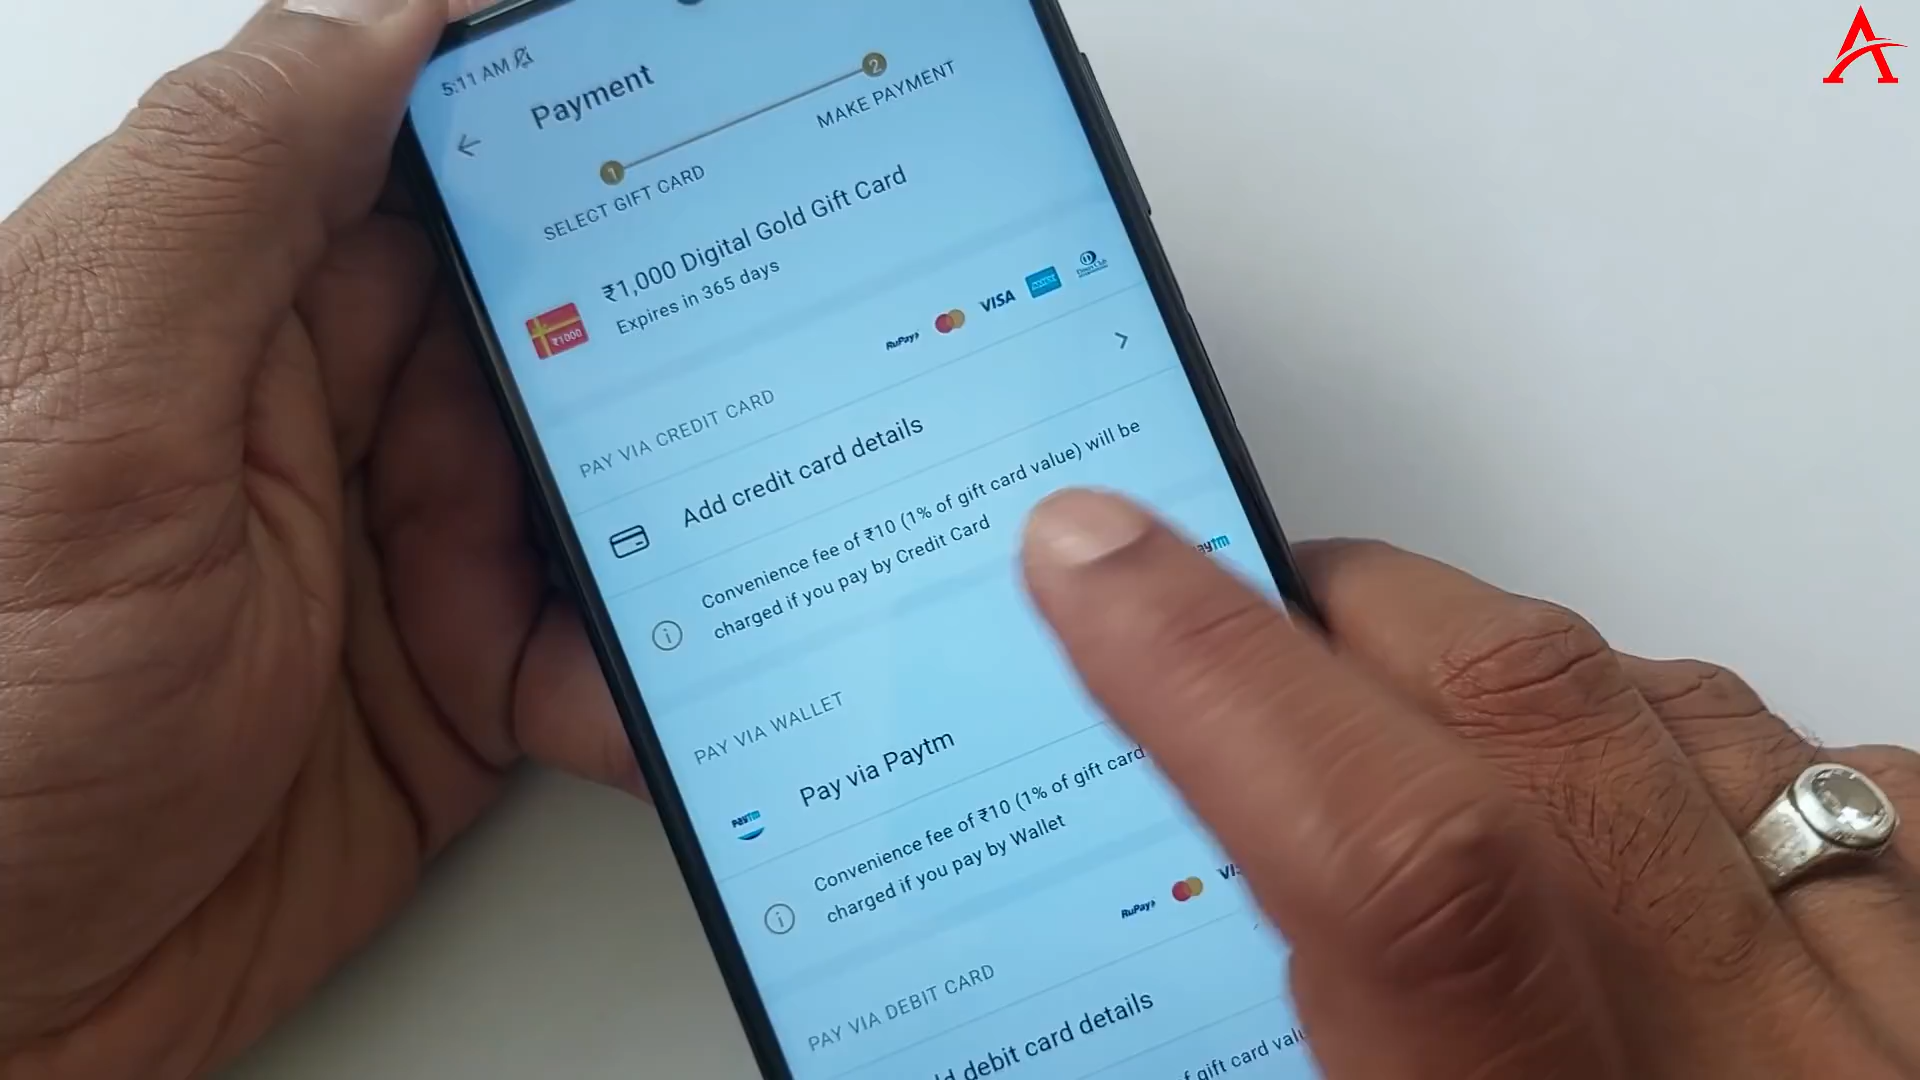 5:11 AM
Payment
1
2
SELECT GIFT CARD
MAKE PAYMENT
₹1,000 Digital Gold Gift Card
Expires in 365 days
₹1000
PAY VIA CREDIT CARD
RuPay
VISA
Add credit card details
Convenience fee of ₹10 (1% of gift card value) will be
charged if you pay by Credit Card
PAY VIA WALLET
Pay via Paytm
Paytm
Convenience fee of ₹10 (1% of gift card
charged if you pay by Wallet
PAY VIA DEBIT CARD
RuPay
debit card details
gift card
A